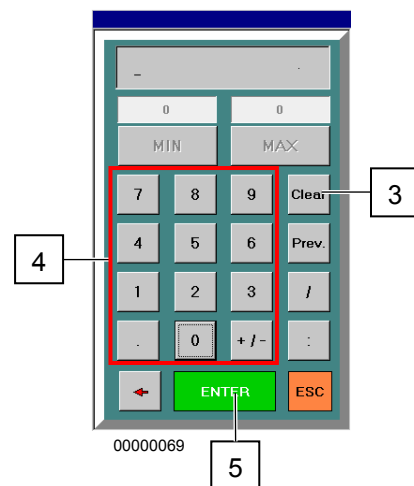 _ .
0 0
MIN MAX
7 8 9 Clear
3
4 5 6 Prev.
4
1 2 3 /
. 0 +/- :
ENTER ESC
00000069
5